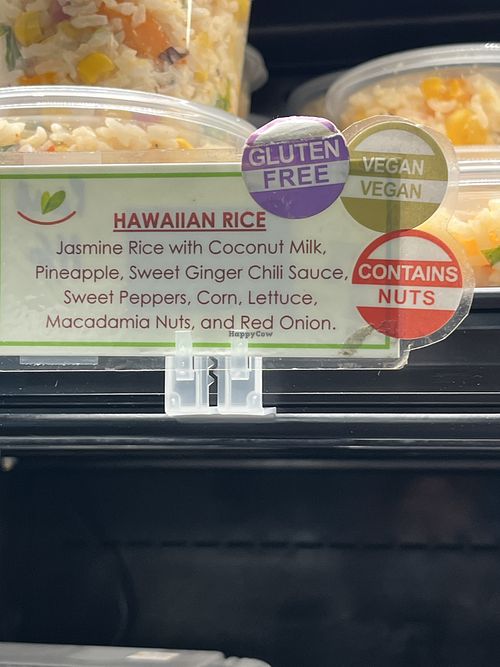 GLUTEN
FREE
VEGAN
VEGAN
HAWAIIAN RICE
Jasmine Rice with Coconut Milk,
Pineapple, Sweet Ginger Chili Sauce,
Sweet Peppers, Corn, Lettuce,
Macadamia Nuts, and Red Onion.
CONTAINS
NUTS
HappyCow